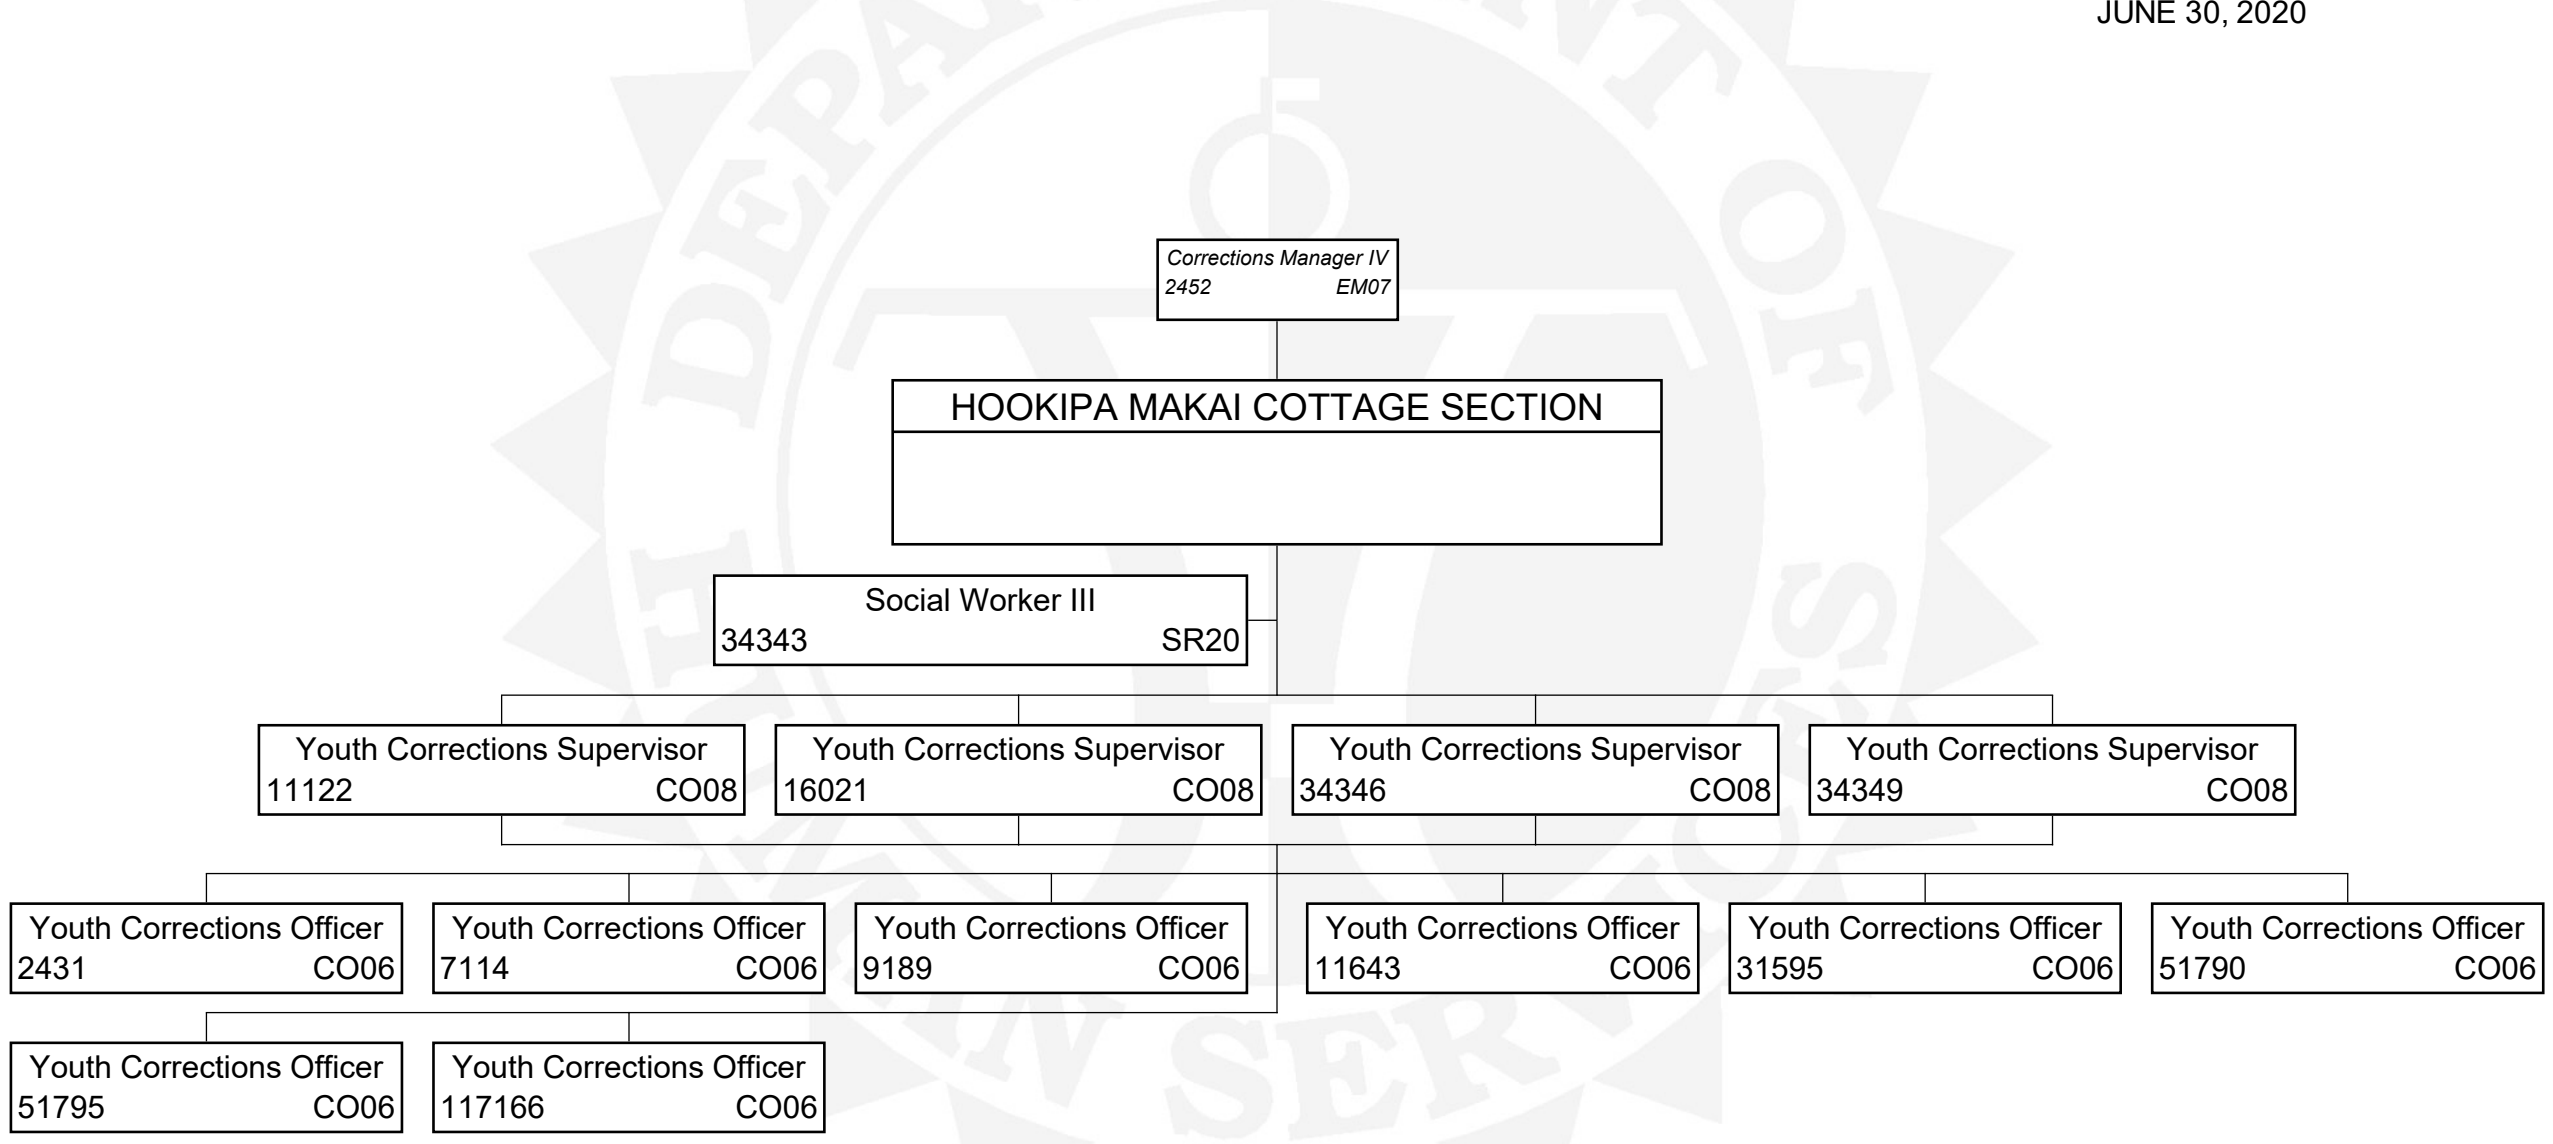 JUNE 30, 2020
DEPARTMENT OF
HUMAN SERVICES
Corrections Manager IV
2452 EM07
HOOKIPA MAKAI COTTAGE SECTION
Social Worker III
34343 SR20
Youth Corrections Supervisor
11122 CO08
Youth Corrections Supervisor
16021 CO08
Youth Corrections Supervisor
34346 CO08
Youth Corrections Supervisor
34349 CO08
Youth Corrections Officer
2431 CO06
Youth Corrections Officer
7114 CO06
Youth Corrections Officer
9189 CO06
Youth Corrections Officer
11643 CO06
Youth Corrections Officer
31595 CO06
Youth Corrections Officer
51790 CO06
Youth Corrections Officer
51795 CO06
Youth Corrections Officer
117166 CO06